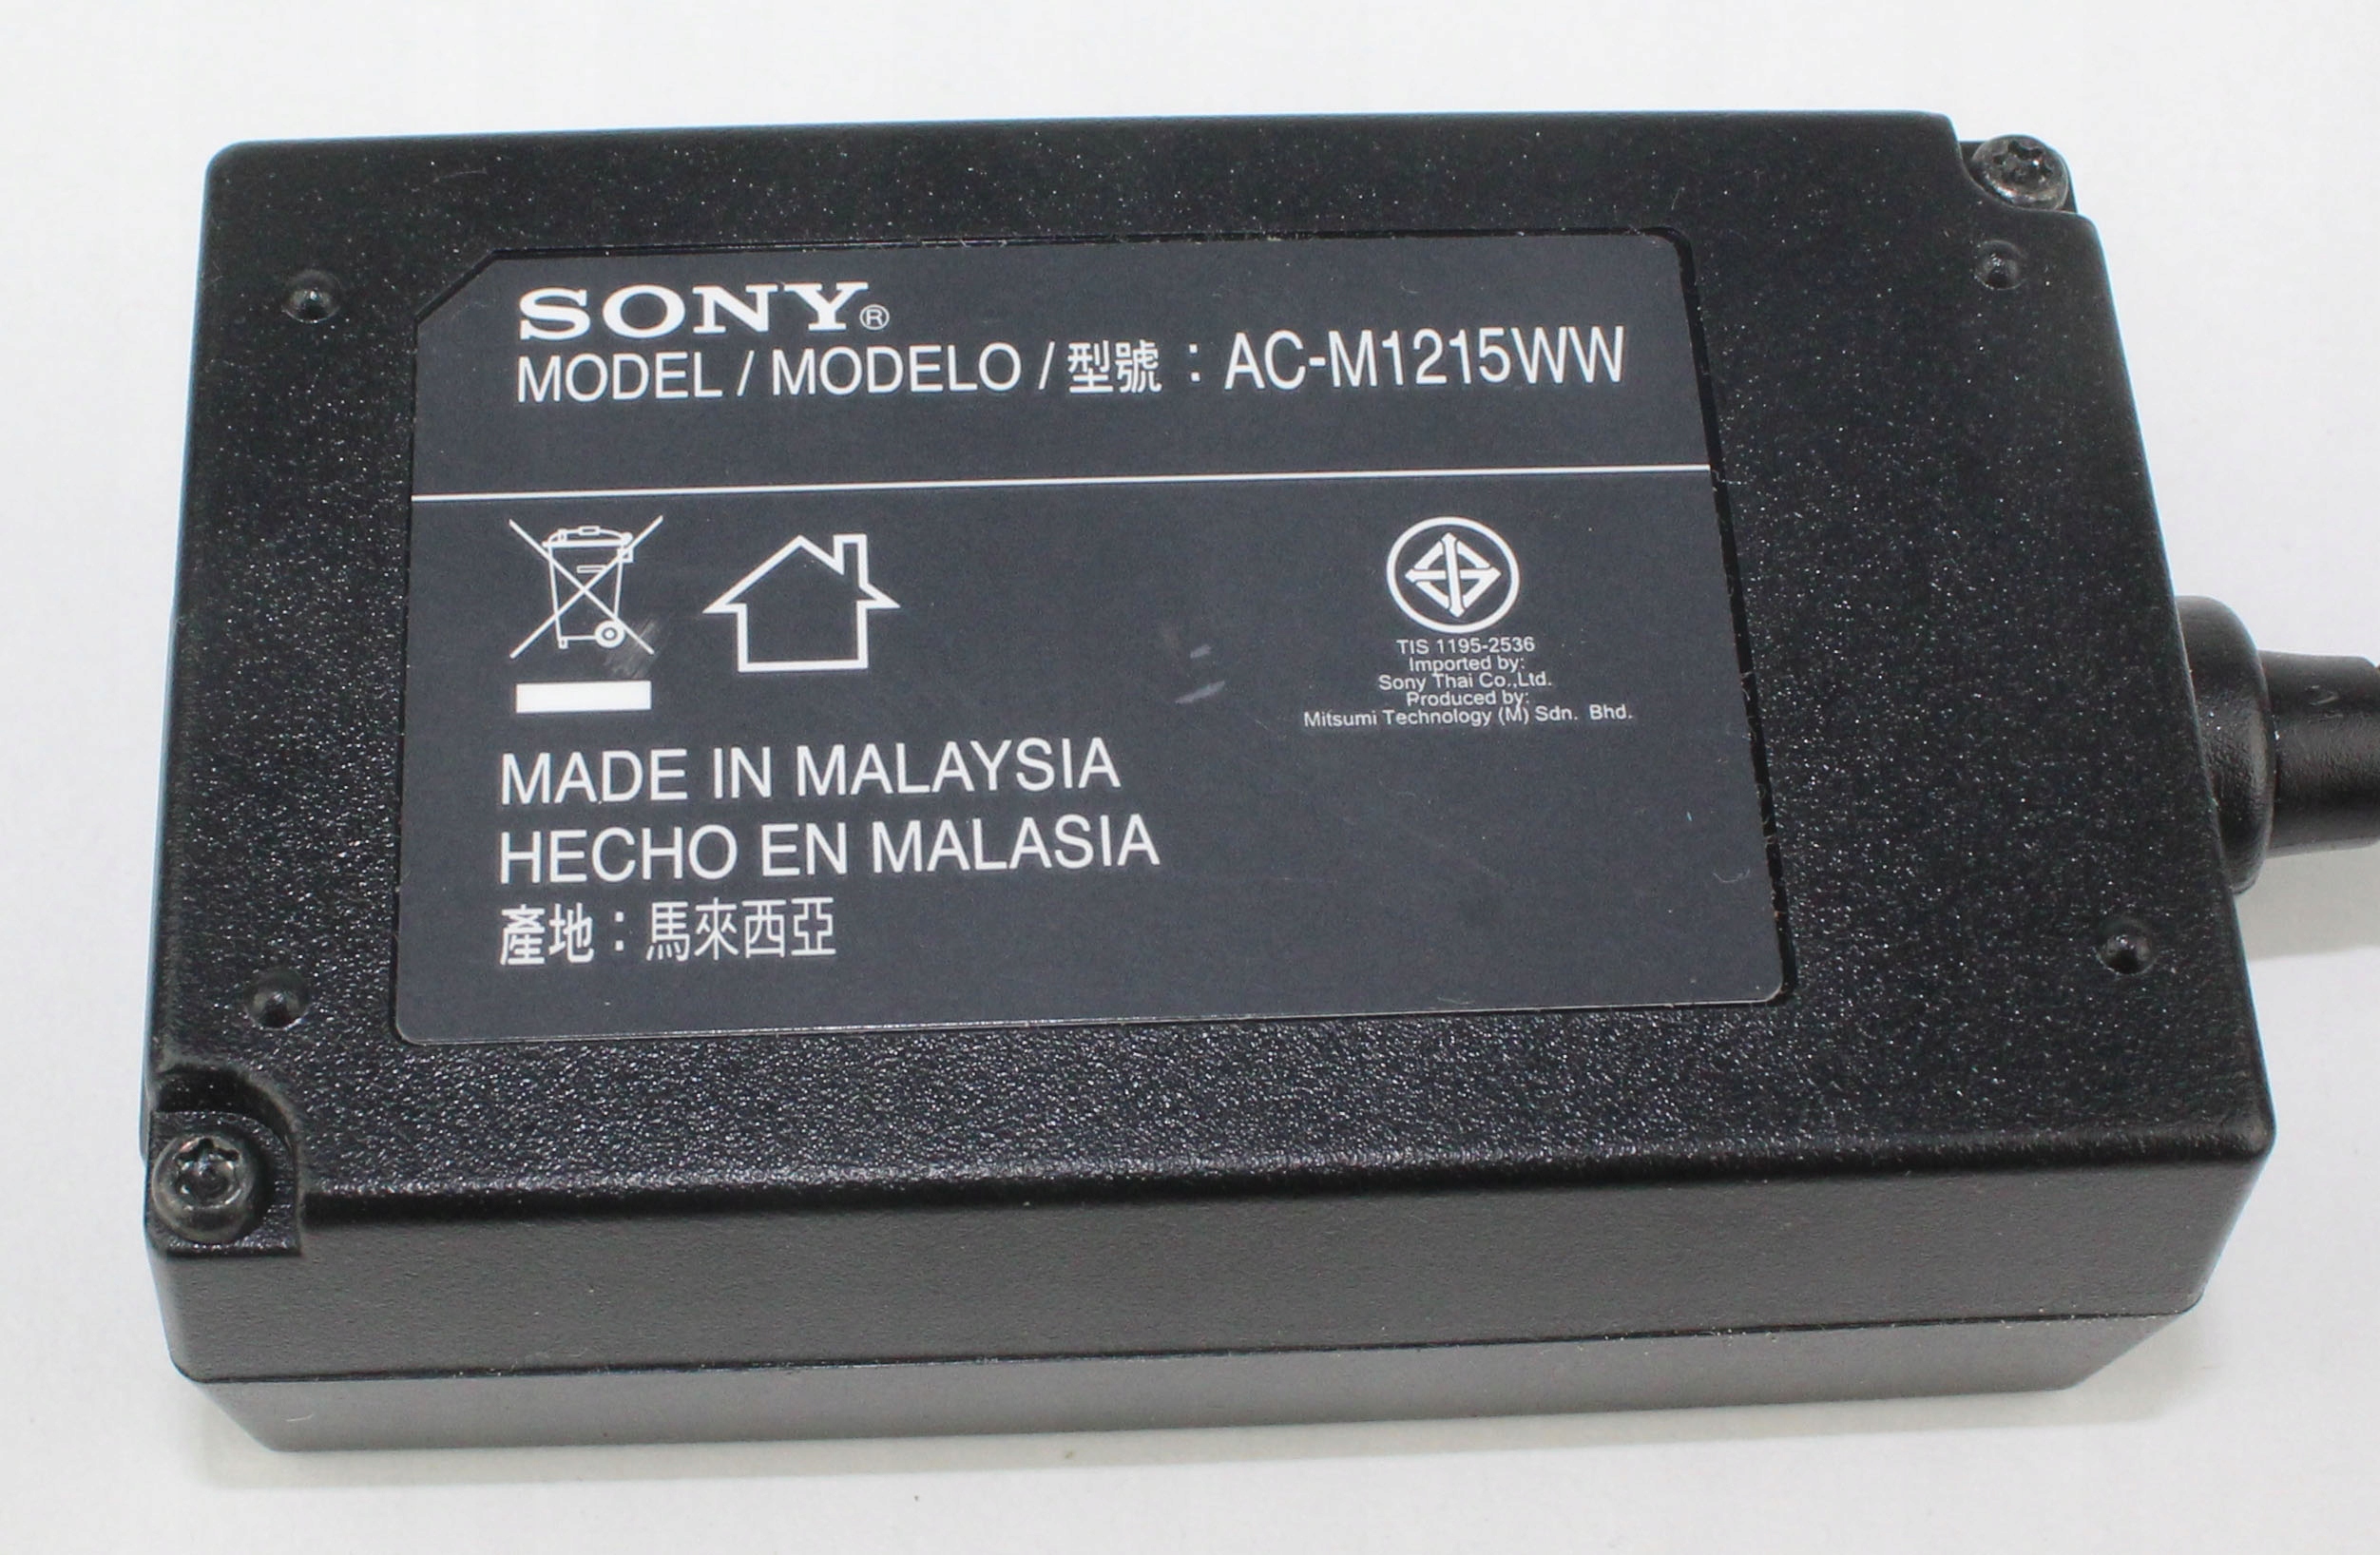 SONY®
MODEL / MODELO / 型號：AC-M1215WW
TIS 1195-2536
Imported by:
Sony Thai Co.,Ltd.
Produced by:
Mitsumi Technology (M) Sdn. Bhd.
MADE IN MALAYSIA
HECHO EN MALASIA
產地：馬來西亞